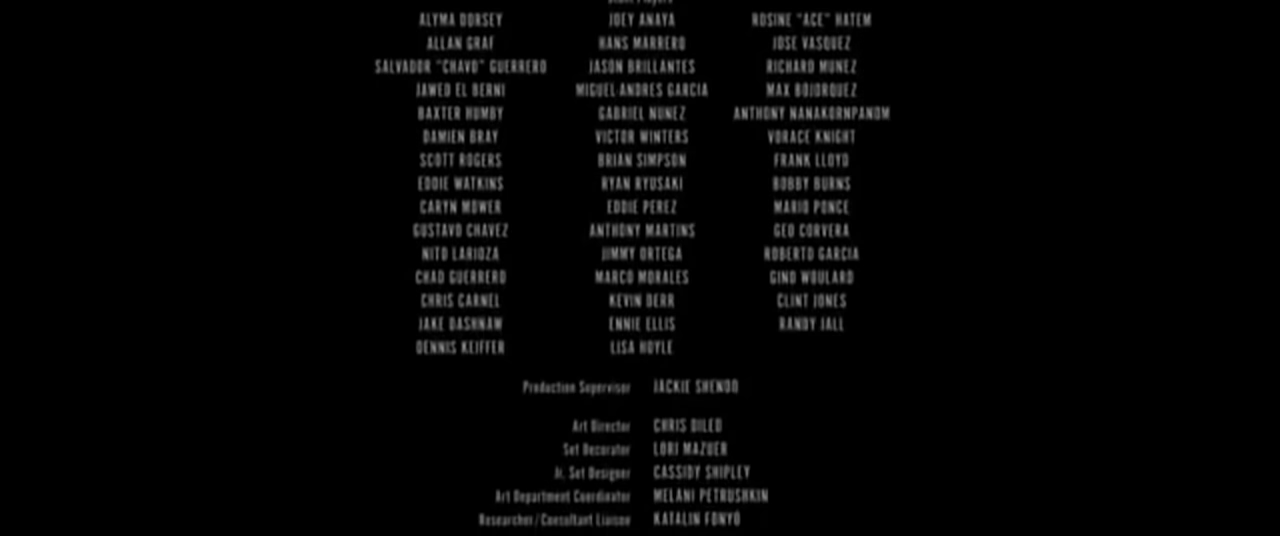 ALYMA DORSEY JOEY ANAYA ROSINE "ACE" HATEM
ALLAN GRAF HANS MARRERO JOSE VASQUEZ
SALVADOR "CHAVO" GUERRERO JASON BRILLANTES RICHARD MUNEZ
JAWED EL BERNI MIGUEL-ANDRES GARCIA MAX BOJORQUEZ
BAXTER HUMBY GABRIEL NUNEZ ANTHONY NANAKORNPANOM
DAMIEN BRAY VICTOR WINTERS VORACE KNIGHT
SCOTT ROGERS BRIAN SIMPSON FRANK LLOYD
EDDIE WATKINS RYAN RYUSAKI BOBBY BURNS
CARYN MOWER EDDIE PEREZ MARIO PONCE
GUSTAVO CHAVEZ ANTHONY MARTINS GEO CORVERA
NITO LARIOZA JIMMY ORTEGA ROBERTO GARCIA
CHAD GUERRERO MARCO MORALES GINO WOULARD
CHRIS CARNEL KEVIN DERR CLINT JONES
JAKE DASHNAW ENNIE ELLIS RANDY JALL
DENNIS KEIFFER LISA HOYLE
Production Supervisor JACKIE SHENOO
Art Director CHRIS DILEO
Set Decorator LORI MAZUER
Jr. Set Designer CASSIDY SHIPLEY
Art Department Coordinator MELANI PETRUSHKIN
Researcher/Consultant Liaison KATALIN FONYÓ